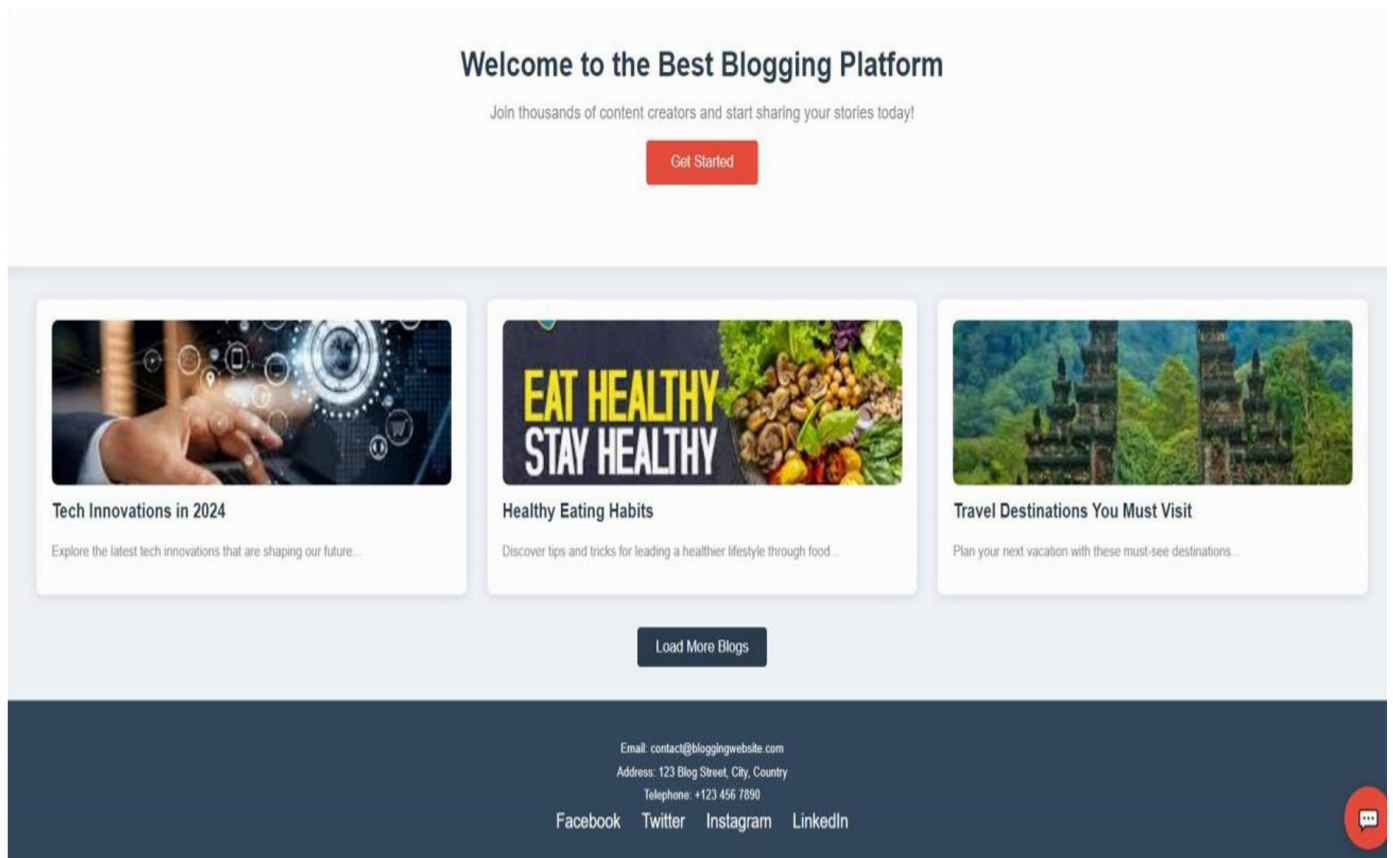 Welcome to the Best Blogging Platform
Join thousands of content creators and start sharing your stories today!
Get Started
EAT HEALTHY
STAY HEALTHY
Tech Innovations in 2024
Healthy Eating Habits
Travel Destinations You Must Visit
Explore the latest tech innovations that are shaping our future...
Discover tips and tricks for leading a healthier lifestyle through food...
Plan your next vacation with these must-see destinations...
Load More Blogs
Email: contact@bloggingwebsite.com
Address: 123 Blog Street, City, Country
Telephone: +123 456 7890
Facebook Twitter Instagram LinkedIn